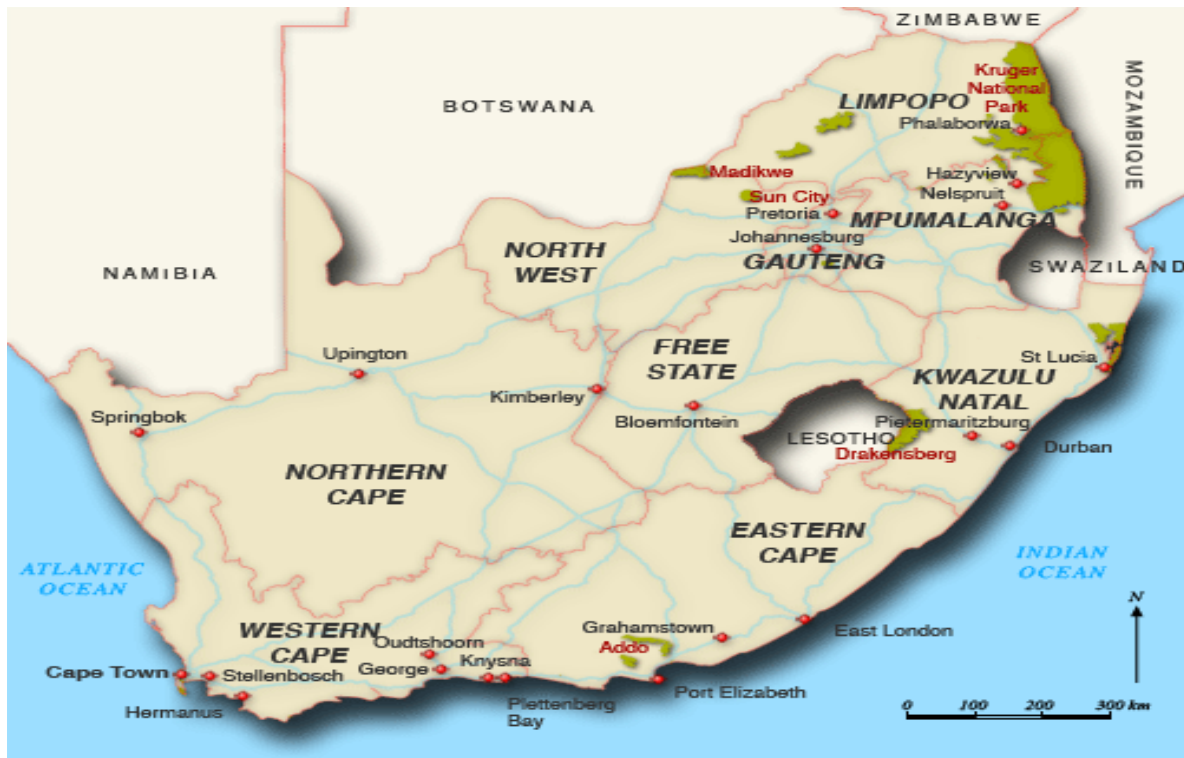 ZIMBABWE
Kruger
National
Park
MOZAMBIQUE
BOTSWANA
LIMPOPO
Phalaborwa
Madikwe
Hazyview
Sun City
Nelspruit
Pretoria
MPUMALANGA
Johannesburg
NORTH
WEST
GAUTENG
SWAZILAND
NAMIBIA
FREE
STATE
Upington
St Lucia
KWAZULU
NATAL
Kimberley
Springbok
Bloemfontein
Pietermaritzburg
LESOTHO
Durban
Drakensberg
NORTHERN
CAPE
EASTERN
CAPE
ATLANTIC
OCEAN
INDIAN
OCEAN
N
WESTERN
CAPE
Oudtshoorn
Grahamstown
East London
Addo
Cape Town
Stellenbosch
George
Knysna
Port Elizabeth
Hermanus
Plettenberg
Bay
0 100 200 300 km